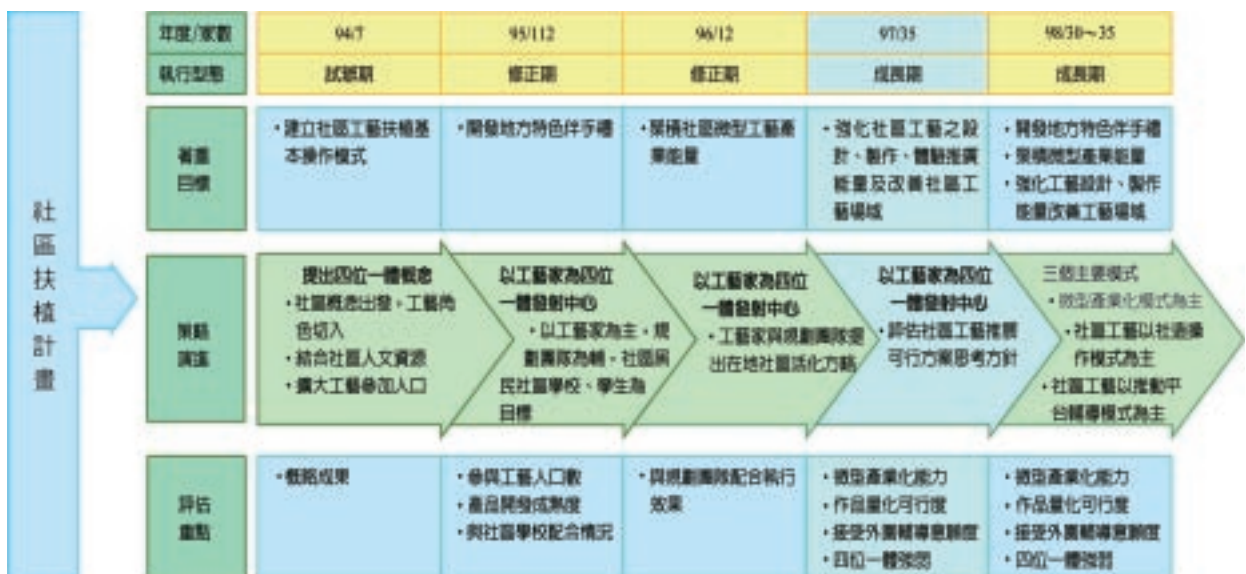 社區扶植計畫
年度/家數
94/7
95/112
96/12
97/35
98/30~35
執行型態
試驗期
修正期
修正期
成長期
成長期
著重
目標
•建立社區工藝扶植基
本操作模式
•開發地方特色伴手禮
•累積社區微型工藝產
業能量
•強化社區工藝之設
計、製作、體驗推廣
能量及改善社區工
藝場域
•開發地方特色伴手禮
•累積微型產業能量
•強化工藝設計、製作
能量改善工藝場域
策略
演進
提出四位一體概念
•社區概念出發，工藝角
色切入
•結合社區人文資源
•擴大工藝參加人口
以工藝家為四位
一體發射中心
•以工藝家為主，規
劃團隊為輔，社區居
民社區學校、學生為
目標
以工藝家為四位
一體發射中心
•工藝家與規劃團隊提
出在地社區活化方略
以工藝家為四位
一體發射中心
•評估社區工藝推展
可行方案思考方針
三個主要模式
•微型產業化模式為主
•社區工藝以社造操
作模式為主
•社區工藝以推動平
台輔導模式為主
評估
重點
•概略成果
•參與工藝人口數
•產品開發成熟度
•與社區學校配合情況
•與規劃團隊配合執行
效果
•微型產業化能力
•作品量化可行度
•接受外團輔導意願度
•四位一體強弱
•微型產業化能力
•作品量化可行度
•接受外團輔導意願度
•四位一體強弱